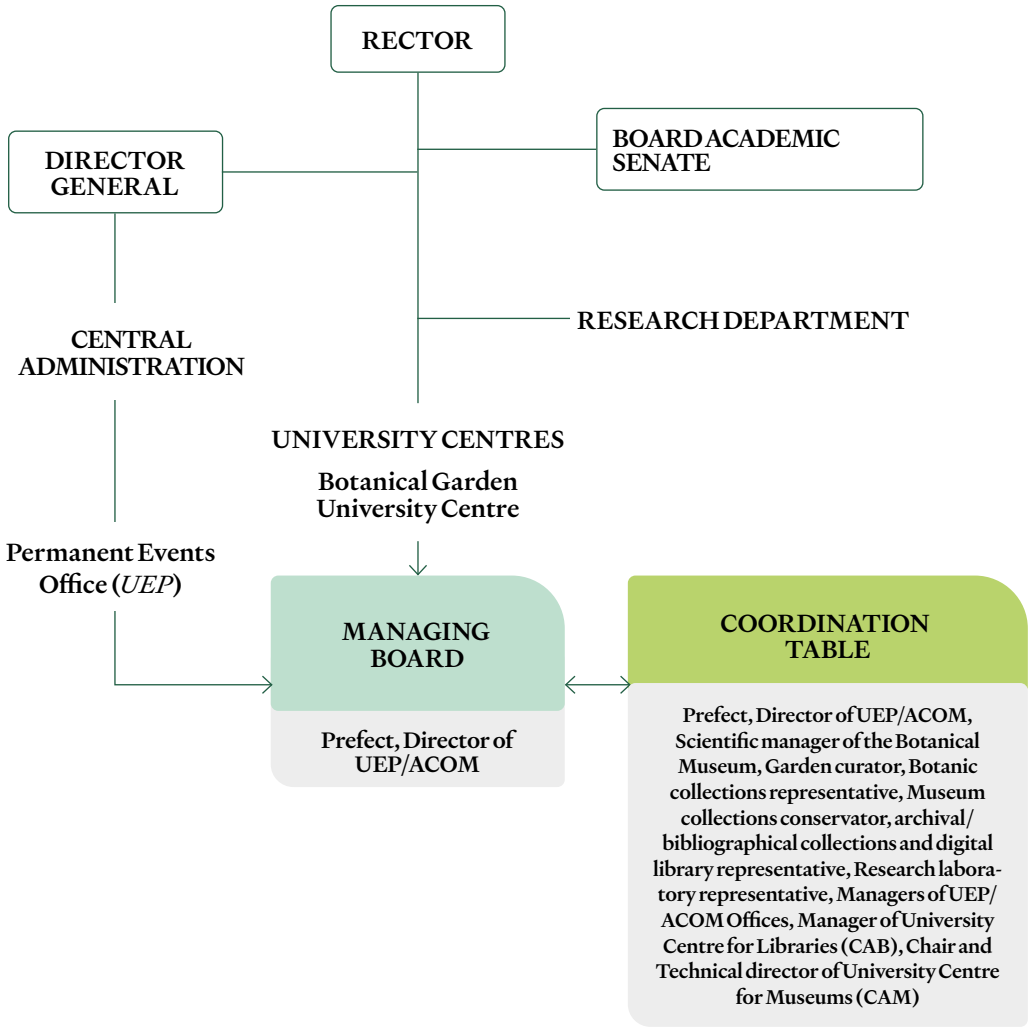 RECTOR
BOARD ACADEMIC
SENATE
DIRECTOR
GENERAL
RESEARCH DEPARTMENT
CENTRAL
ADMINISTRATION
UNIVERSITY CENTRES
Botanical Garden
University Centre
Permanent Events
Office (UEP)
MANAGING
BOARD
Prefect, Director of
UEP/ACOM
COORDINATION
TABLE
Prefect, Director of UEP/ACOM,
Scientific manager of the Botanical
Museum, Garden curator, Botanic
collections representative, Museum
collections conservator, archival/
bibliographical collections and digital
library representative, Research labora-
tory representative, Managers of UEP/
ACOM Offices, Manager of University
Centre for Libraries (CAB), Chair and
Technical director of University Centre
for Museums (CAM)